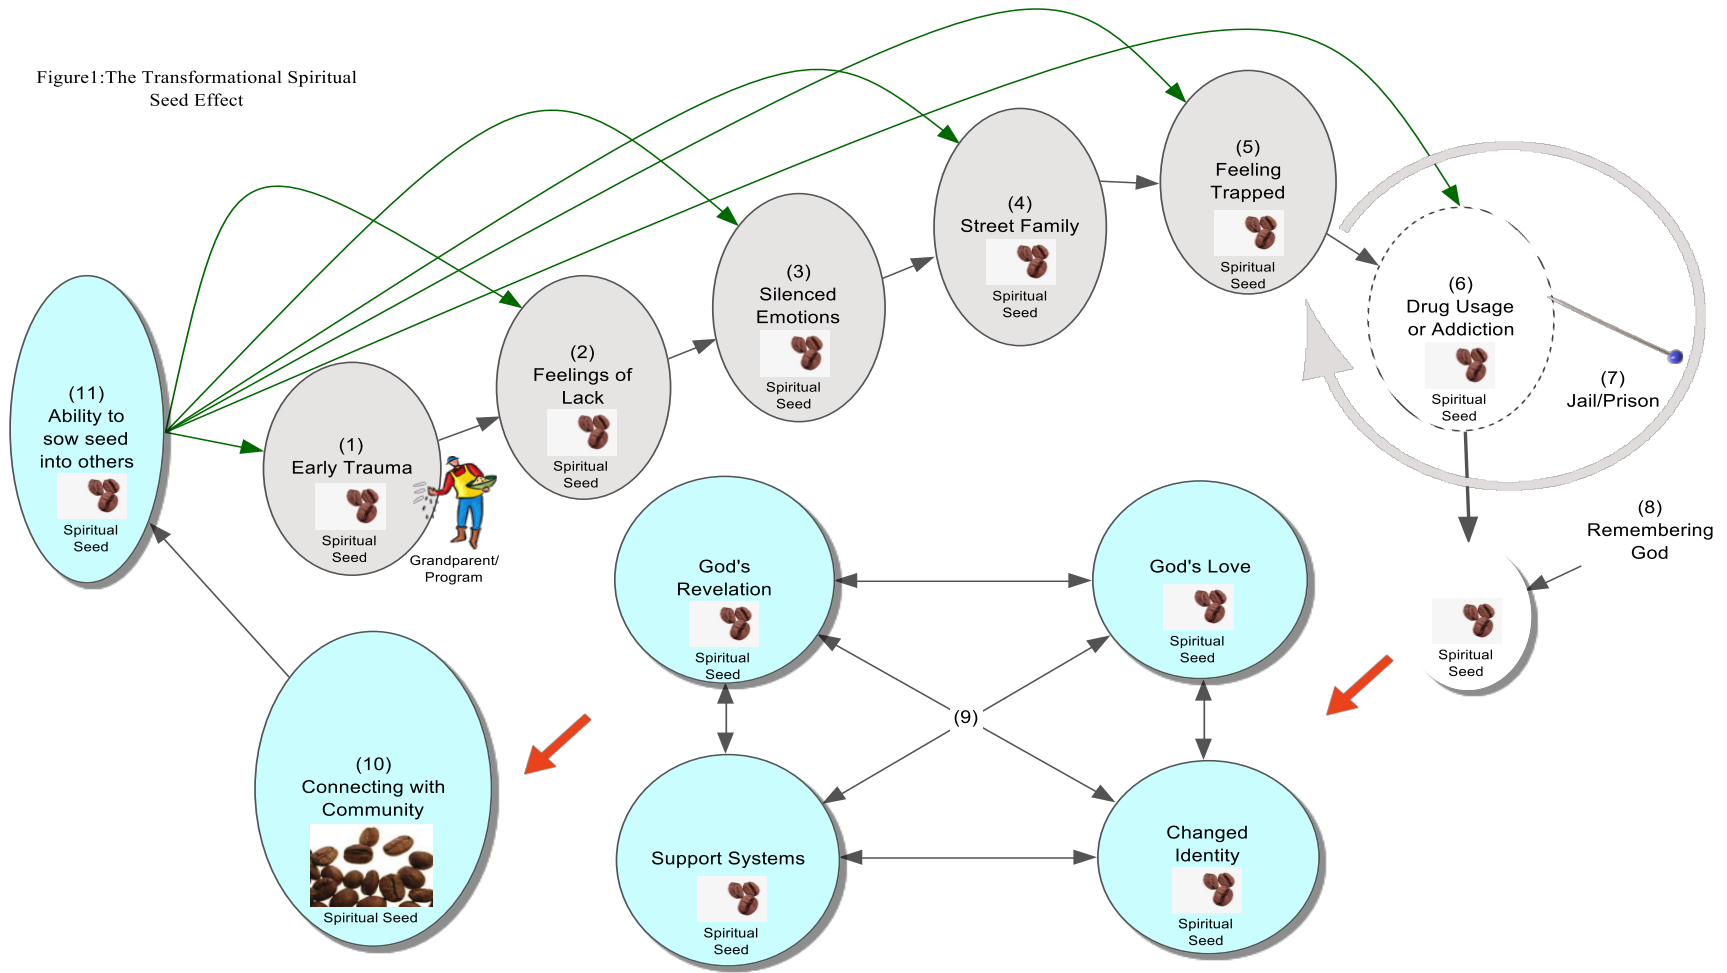 Figure1:The Transformational Spiritual
Seed Effect
(11)
Ability to
sow seed
into others
Spiritual
Seed
(1)
Early Trauma
Spiritual
Seed
Grandparent/
Program
(2)
Feelings of
Lack
Spiritual
Seed
(3)
Silenced
Emotions
Spiritual
Seed
(4)
Street Family
Spiritual
Seed
(5)
Feeling
Trapped
Spiritual
Seed
(6)
Drug Usage
or Addiction
Spiritual
Seed
(7)
Jail/Prison
(8)
Remembering
God
Spiritual
Seed
God's
Revelation
Spiritual
Seed
God's Love
Spiritual
Seed
(9)
Support Systems
Spiritual
Seed
Changed
Identity
Spiritual
Seed
(10)
Connecting with
Community
Spiritual Seed